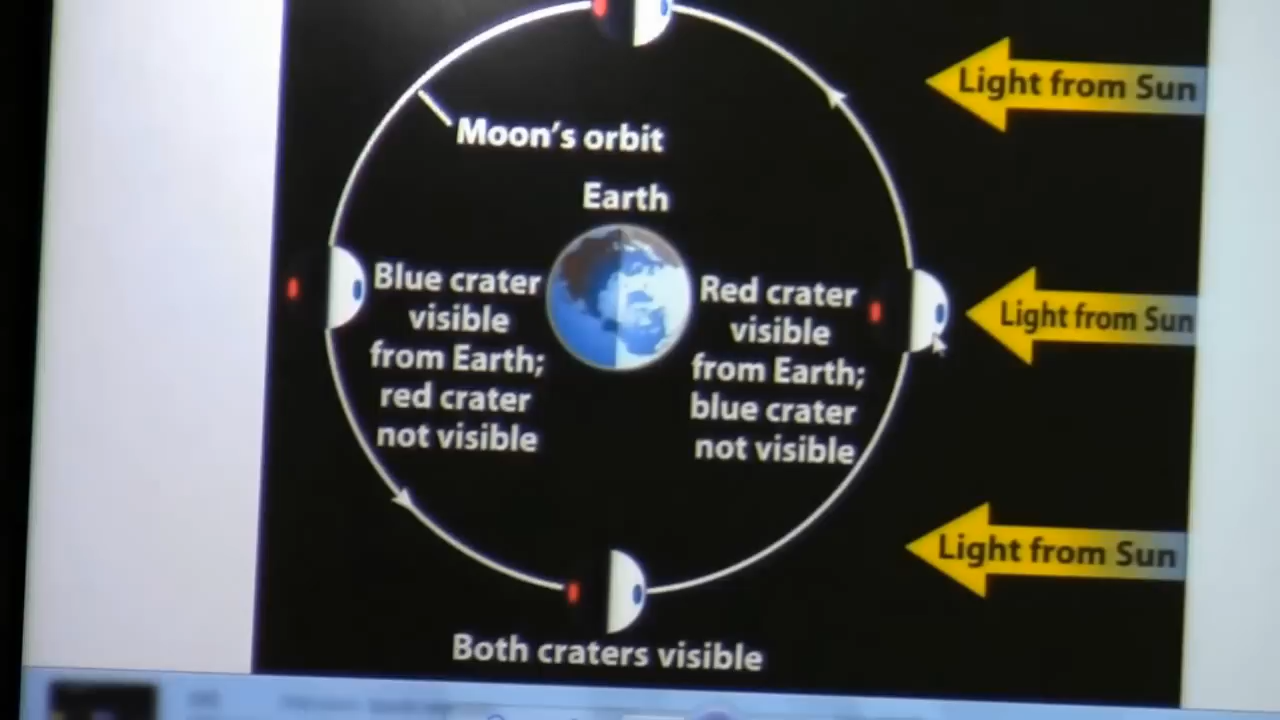 Light from Sun
Moon's orbit
Earth
Blue crater
visible
from Earth;
red crater
not visible
Red crater
visible
from Earth;
blue crater
not visible
Light from Sun
Light from Sun
Both craters visible